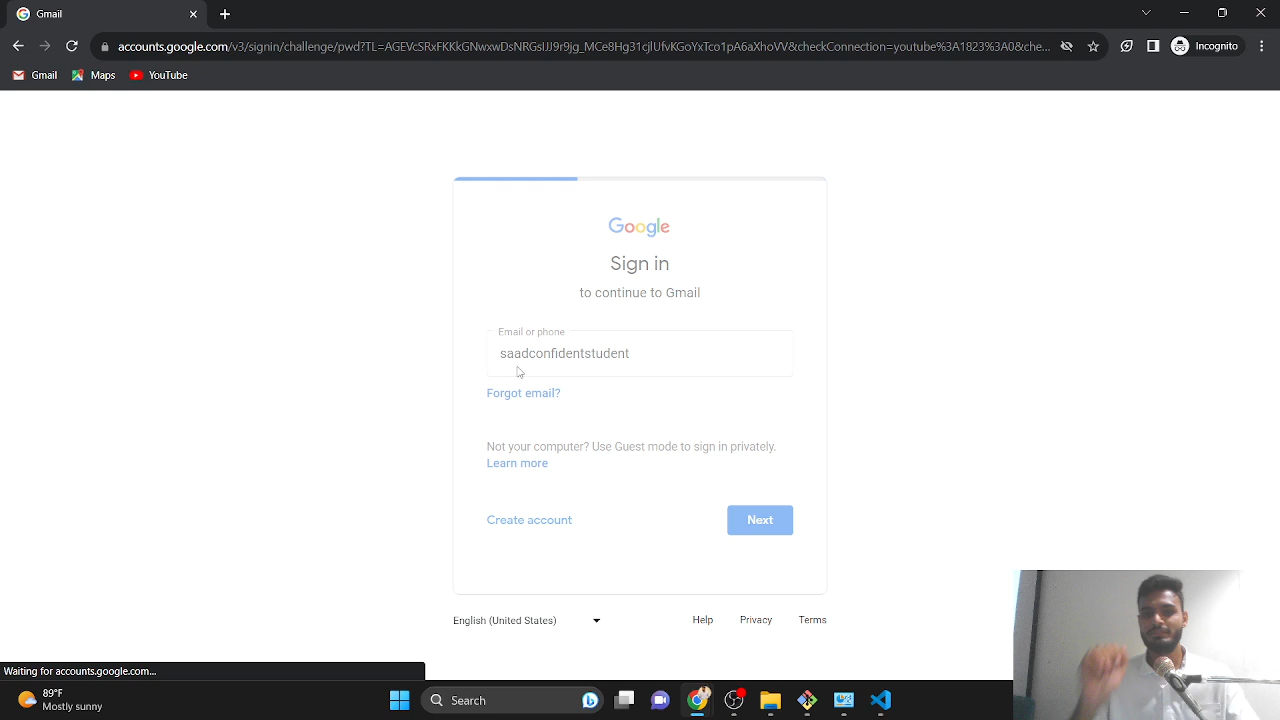 Gmail
accounts.google.com/v3/signin/challenge/pwd?TL=AGEVcSRxFKKkGNwxwDsNRGsIJJ9r9jg_MCe8Hg31cjlUfvKGoYxTco1pA6aXhoVV&checkConnection=youtube%3A1823%3A0&che...
Incognito
Gmail Maps YouTube
Google
Sign in
to continue to Gmail
Email or phone
saadconfidentstudent
Forgot email?
Not your computer? Use Guest mode to sign in privately.
Learn more
Create account Next
English (United States) Help Privacy Terms
Waiting for accounts.google.com...
89°F
Mostly sunny
Search